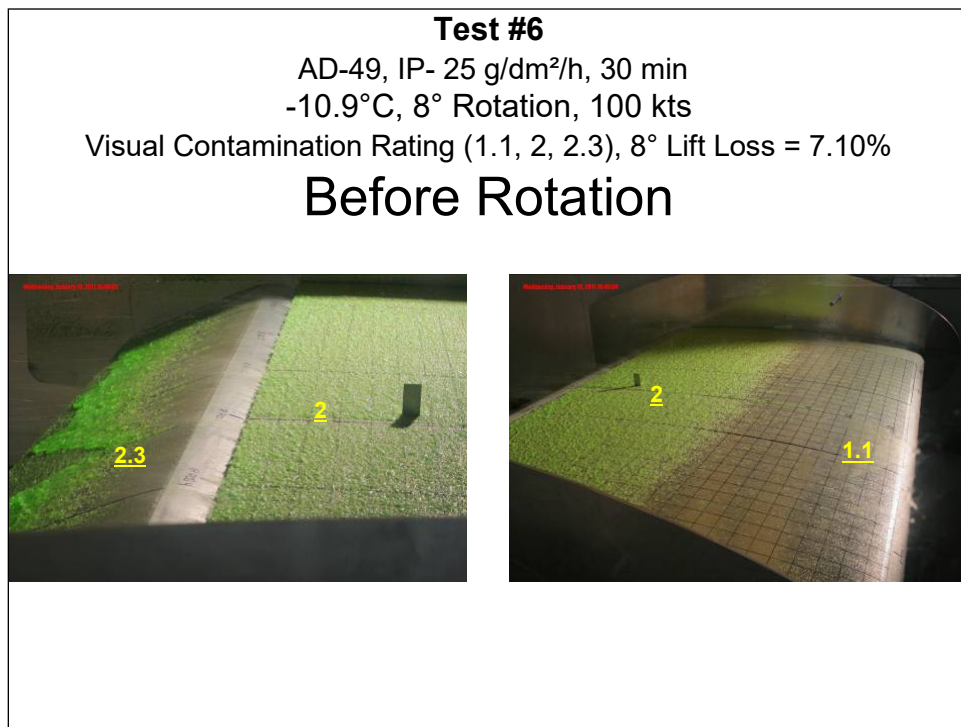 Test #6
AD-49, IP- 25 g/dm²/h, 30 min
-10.9°C, 8° Rotation, 100 kts
Visual Contamination Rating (1.1, 2, 2.3), 8° Lift Loss = 7.10%
Before Rotation
2
2.3
2
1.1